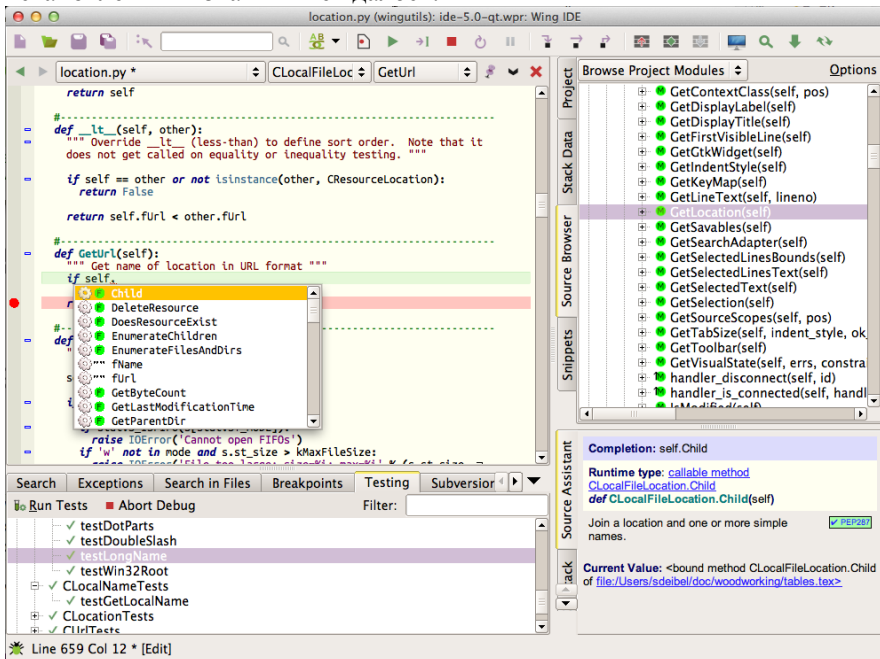 location.py (wingutils): ide-5.0-qt.wpr: Wing IDE
location.py *
CLocalFileLoc
GetUrl
return self
#
def __lt__(self, other):
""" Override __lt__ (less-than) to define sort order. Note that it
does not get called on equality or inequality testing. """
if self == other or not isinstance(other, CResourceLocation):
return False
return self.fUrl < other.fUrl
#
def GetUrl(self):
""" Get name of location in URL format """
if self.
Child
DeleteResource
DoesResourceExist
EnumerateChildren
EnumerateFilesAndDirs
fName
fUrl
GetByteCount
GetLastModificationTime
GetParentDir
raise IOError('Cannot open FIFOs')
if 'w' not in mode and s.st_size > kMaxFileSize:
Project
Stack Data
Source Browser
Snippets
Browse Project Modules
Options
GetContextClass(self, pos)
GetDisplayLabel(self)
GetDisplayTitle(self)
GetFirstVisibleLine(self)
GetGtkWidget(self)
GetIndentStyle(self)
GetKeyMap(self)
GetLineText(self, lineno)
GetLocation(self)
GetSavables(self)
GetSearchAdapter(self)
GetSelectedLinesBounds(self)
GetSelectedLinesText(self)
GetSelectedText(self)
GetSelection(self)
GetSourceScopes(self, pos)
GetTabSize(self, indent_style, ok_
GetToolbar(self)
GetVisualState(self, errs, constra
handler_disconnect(self, id)
handler_is_connected(self, handl
Search
Exceptions
Search in Files
Breakpoints
Testing
Subversion
Run Tests
Abort Debug
Filter:
testDotParts
testDoubleSlash
testLongName
testWin32Root
CLocalNameTests
testGetLocalName
CLocationTests
CUrlTests
Source Assistant
Completion: self.Child
Runtime type: callable method
CLocalFileLocation.Child
def CLocalFileLocation.Child(self)
Join a location and one or more simple
names.
PEP287
Current Value: <bound method CLocalFileLocation.Child
of file:/Users/sdeibel/doc/woodworking/tables.tex>
Line 659 Col 12 * [Edit]